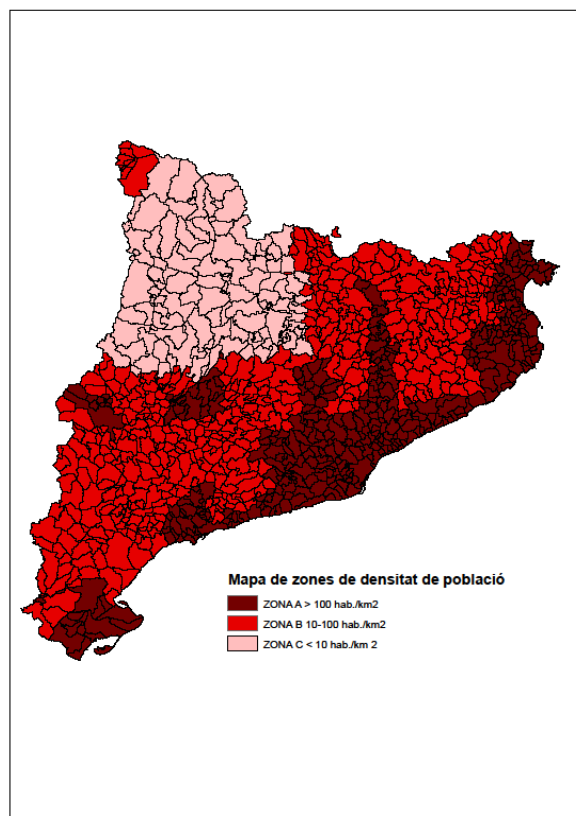 Mapa de zones de densitat de població
ZONA A > 100 hab./km2
ZONA B 10-100 hab./km2
ZONA C < 10 hab./km 2